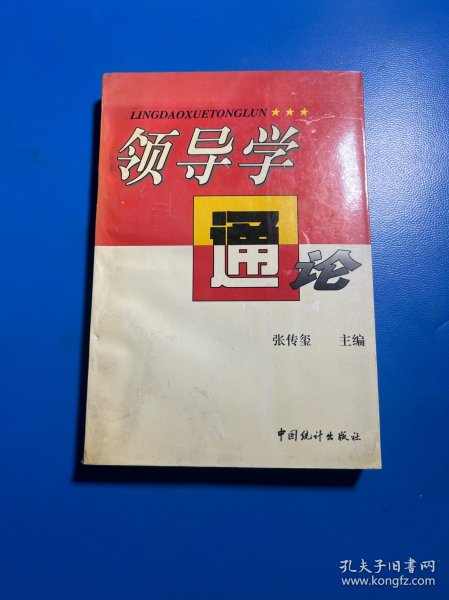 LINGDAOXUETONGLUN ★★★
领导学
通论
张传玺 主编
中国统计出版社
孔夫子旧书网
www.kongfz.com